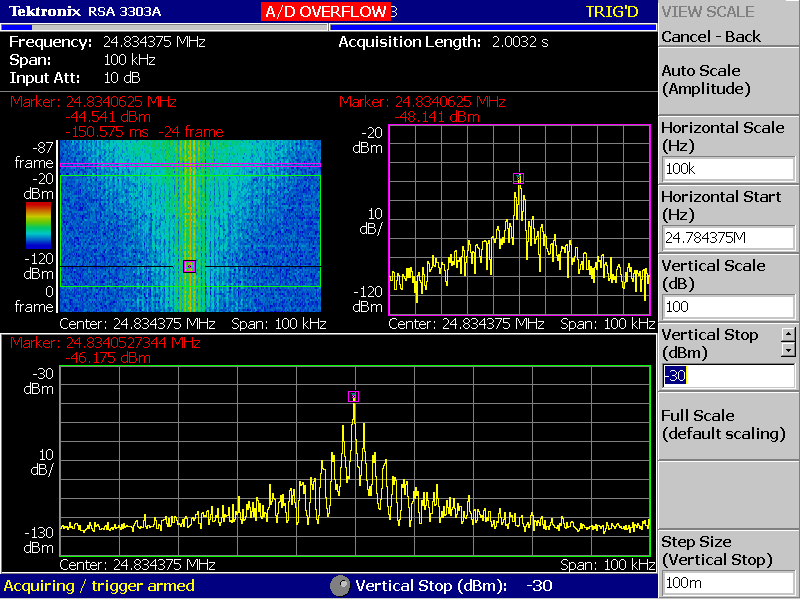 Tektronix RSA 3303A
A/D OVERFLOW
TRIG'D
VIEW SCALE
Cancel - Back
Frequency: 24.834375 MHz
Acquisition Length: 2.0032 s
Span: 100 kHz
Input Att: 10 dB
Auto Scale
(Amplitude)
Marker: 24.8340625 MHz
-44.541 dBm
-150.575 ms -24 frame
-87
frame
-20
dBm
-120
dBm
0
frame
Center: 24.834375 MHz Span: 100 kHz
Marker: 24.8340625 MHz
-48.141 dBm
-20
dBm
10
dB/
-120
dBm
Center: 24.834375 MHz Span: 100 kHz
Horizontal Scale
(Hz)
100k
Horizontal Start
(Hz)
24.784375M
Vertical Scale
(dB)
100
Vertical Stop
(dBm)
-30
Marker: 24.8340527344 MHz
-46.175 dBm
-30
dBm
10
dB/
-130
dBm
Center: 24.834375 MHz Span: 100 kHz
Full Scale
(default scaling)
Step Size
(Vertical Stop)
100m
Acquiring / trigger armed
Vertical Stop (dBm): -30